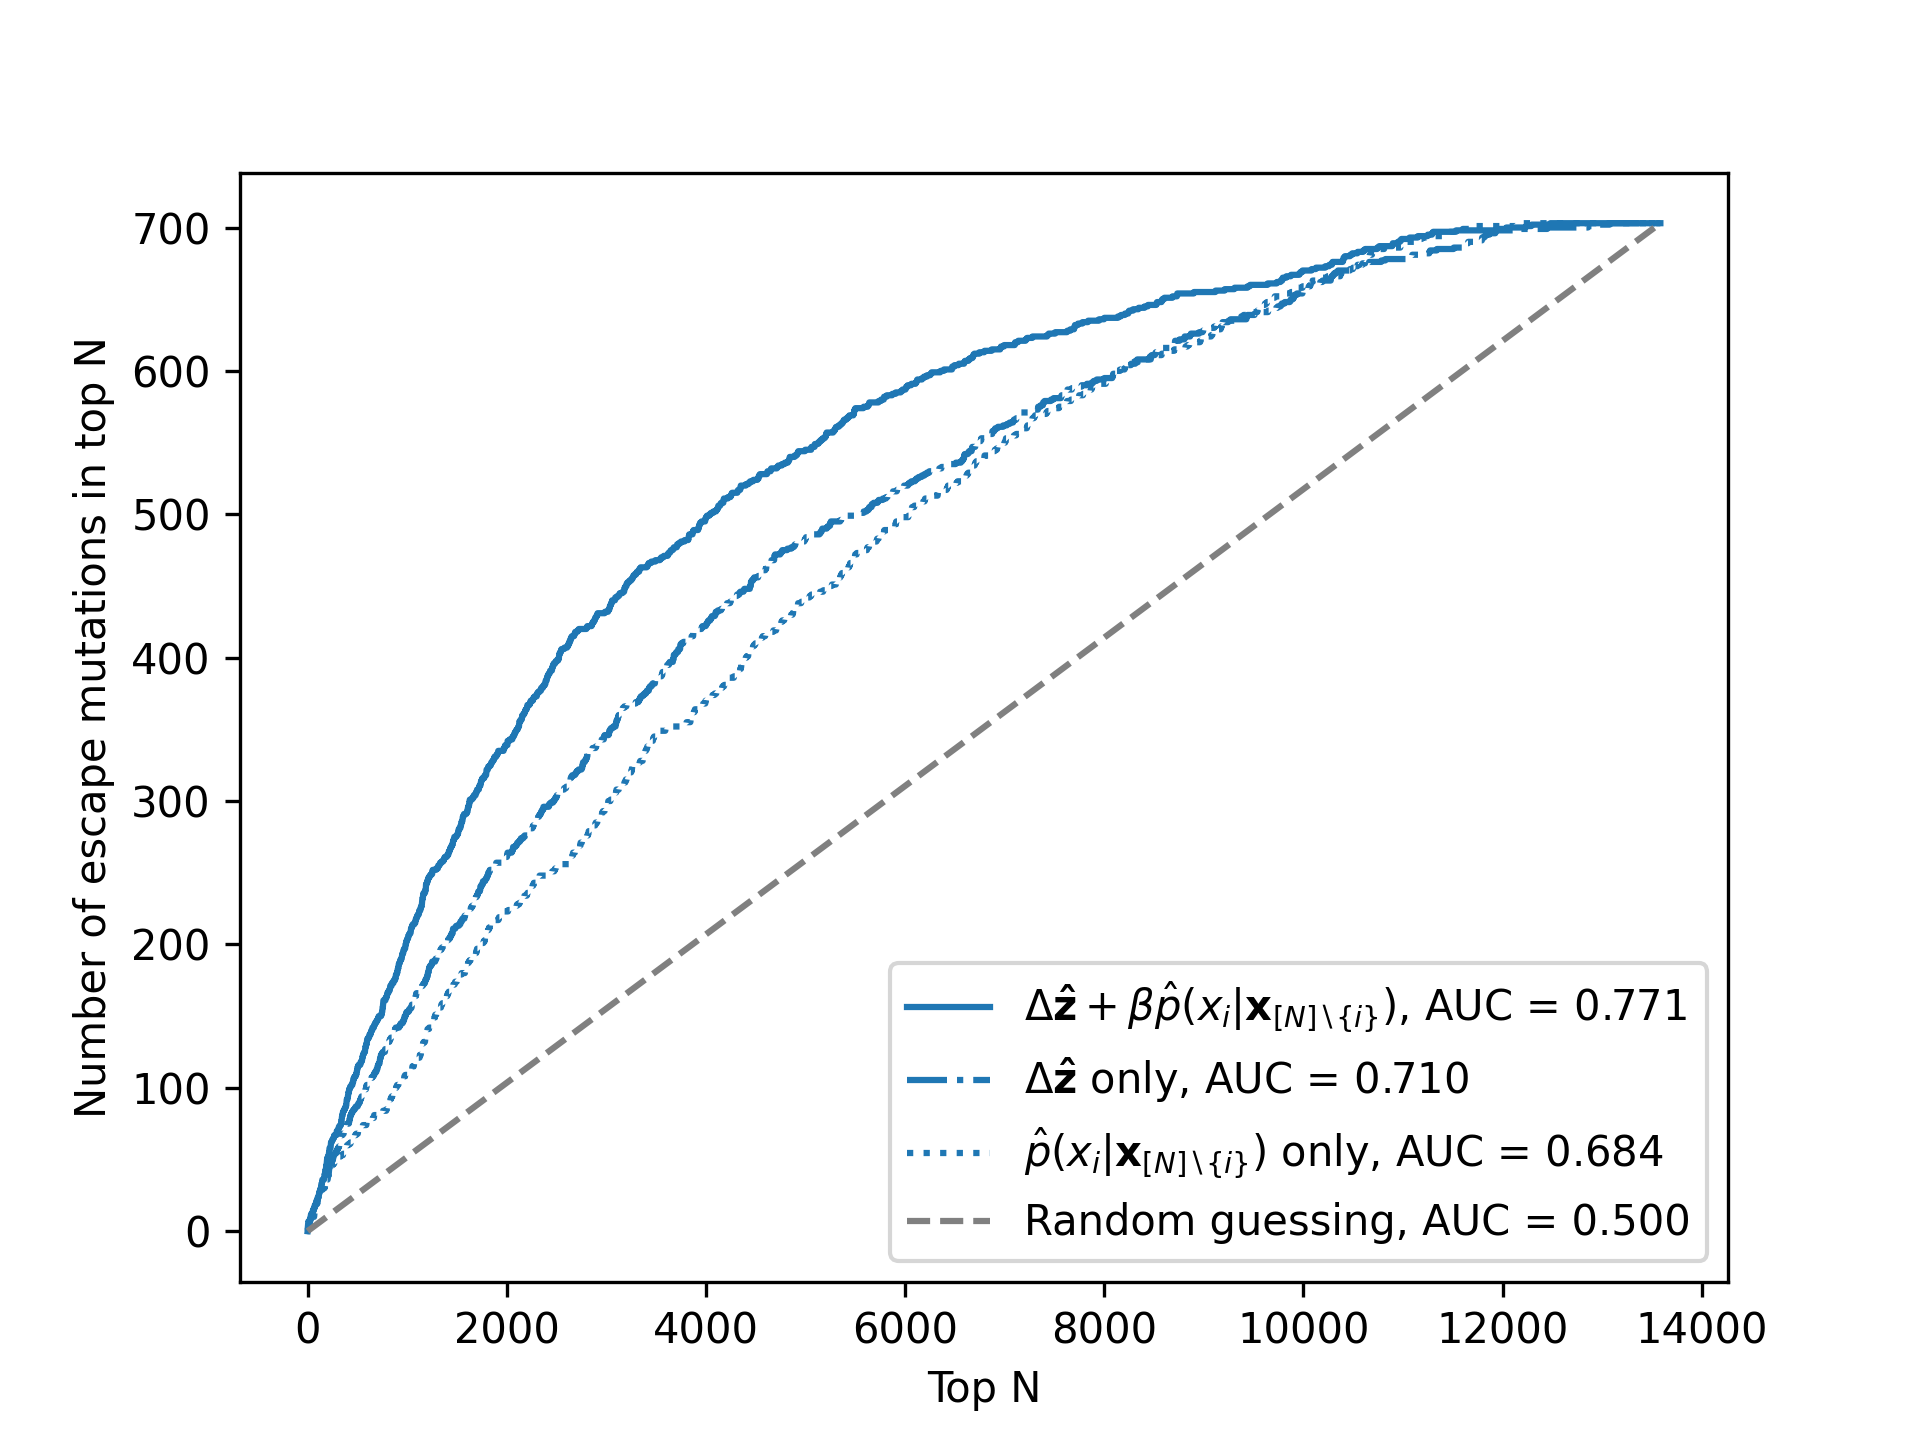 Number of escape mutations in top N
700
600
500
400
300
200
100
0
0 2000 4000 6000 8000 10000 12000 14000
Top N
Δẑ + βp̂(xᵢ|x[N]∖{i}), AUC = 0.771
Δẑ only, AUC = 0.710
p̂(xᵢ|x[N]∖{i}) only, AUC = 0.684
Random guessing, AUC = 0.500